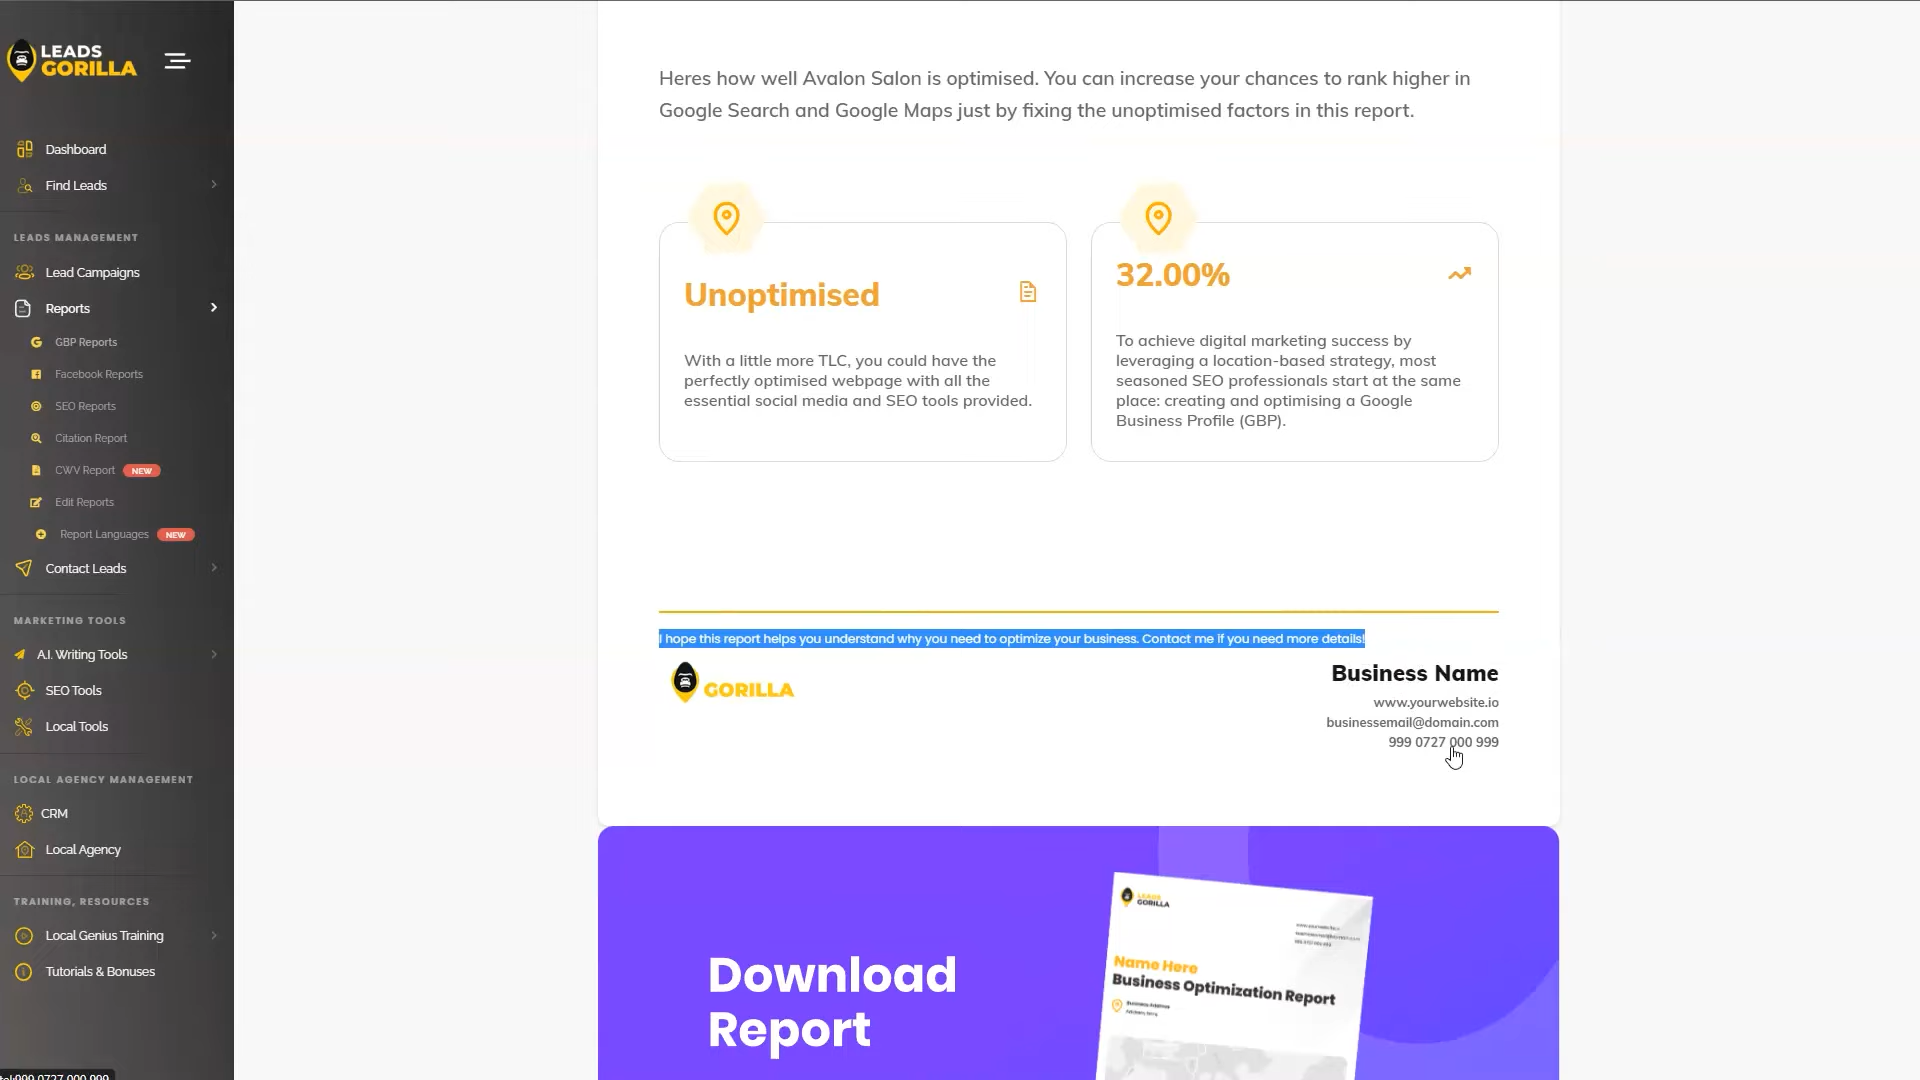 LEADS
GORILLA
Dashboard
Find Leads
LEADS MANAGEMENT
Lead Campaigns
Reports
GBP Reports
Facebook Reports
SEO Reports
Citation Report
CWV Report NEW
Edit Reports
Report Languages NEW
Contact Leads
MARKETING TOOLS
A.I. Writing Tools
SEO Tools
Local Tools
LOCAL AGENCY MANAGEMENT
CRM
Local Agency
TRAINING, RESOURCES
Local Genius Training
Tutorials & Bonuses
Heres how well Avalon Salon is optimised. You can increase your chances to rank higher in
Google Search and Google Maps just by fixing the unoptimised factors in this report.
Unoptimised
With a little more TLC, you could have the
perfectly optimised webpage with all the
essential social media and SEO tools provided.
32.00%
To achieve digital marketing success by
leveraging a location-based strategy, most
seasoned SEO professionals start at the same
place: creating and optimising a Google
Business Profile (GBP).
I hope this report helps you understand why you need to optimize your business. Contact me if you need more details!
GORILLA
Business Name
www.yourwebsite.io
businessemail@domain.com
999 0727 000 999
Download
Report
LEADS
GORILLA
Name Here
Business Optimization Report
Business Address